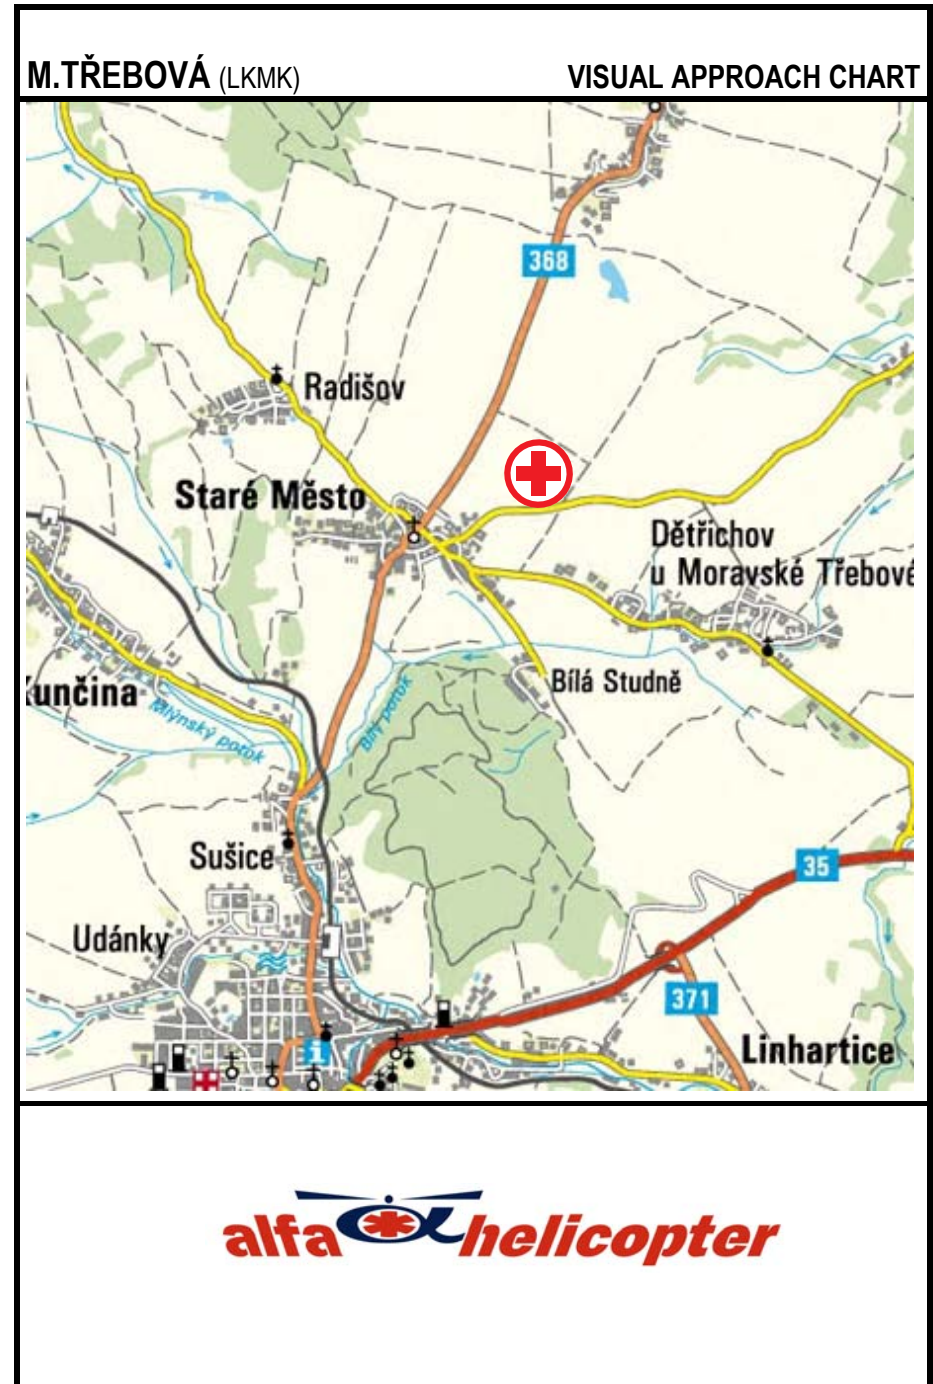 M.TŘEBOVÁ (LKMK)
VISUAL APPROACH CHART
368
Radišov
Staré Město
Dětřichov
u Moravské Třebové
Bílá Studně
Kunčina
Mlýnský potok
Bílý potok
Sušice
35
Udánky
371
i
Linhartice
alfa helicopter